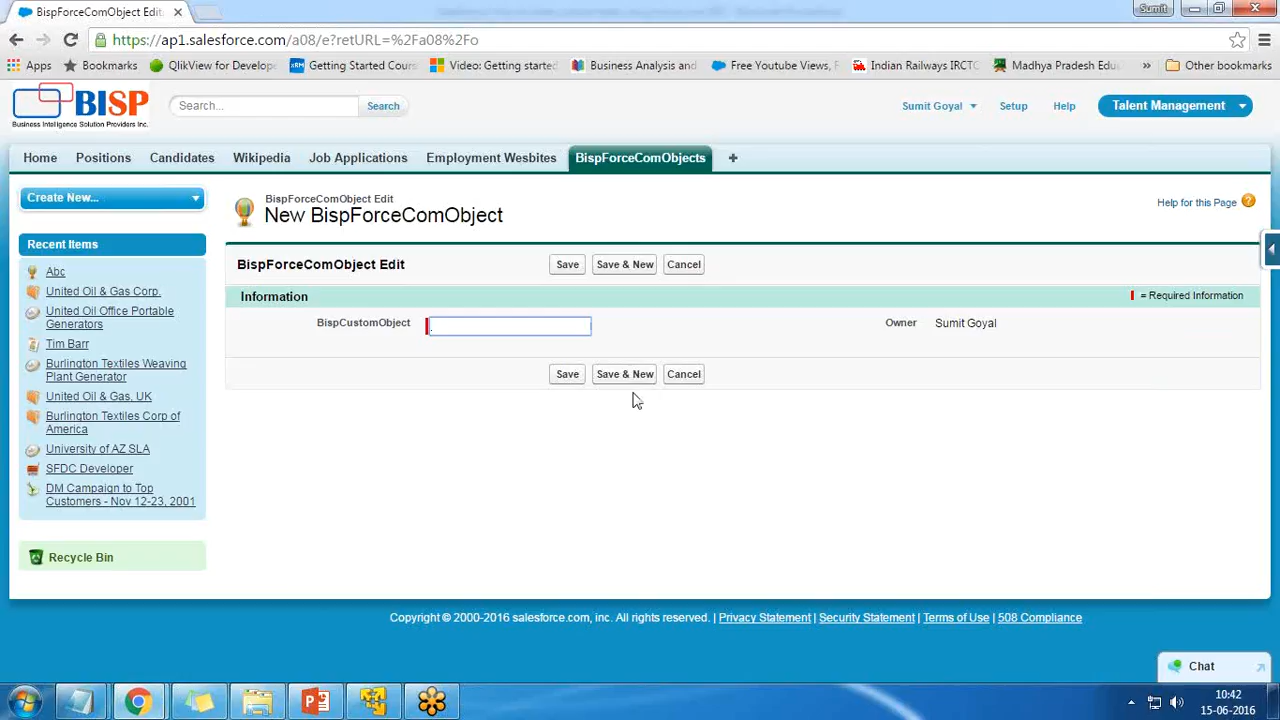 BispForceComObject Edit:
Sumit
https://ap1.salesforce.com/a08/e?retURL=%2Fa08%2Fo
Apps Bookmarks QlikView for Develope Getting Started Cours Video: Getting started Business Analysis and Free Youtube Views, F Indian Railways IRCTC Madhya Pradesh Edu » Other bookmarks
BISP
Business Intelligence Solution Providers Inc.
Search... Search
Sumit Goyal Setup Help Talent Management
Home Positions Candidates Wikipedia Job Applications Employment Wesbites BispForceComObjects +
Create New...
Recent Items
Abc
United Oil & Gas Corp.
United Oil Office Portable
Generators
Tim Barr
Burlington Textiles Weaving
Plant Generator
United Oil & Gas, UK
Burlington Textiles Corp of
America
University of AZ SLA
SFDC Developer
DM Campaign to Top
Customers - Nov 12-23, 2001
Recycle Bin
BispForceComObject Edit
New BispForceComObject
Help for this Page ?
BispForceComObject Edit Save Save & New Cancel
Information = Required Information
BispCustomObject Owner Sumit Goyal
Save Save & New Cancel
Copyright © 2000-2016 salesforce.com, inc. All rights reserved. | Privacy Statement | Security Statement | Terms of Use | 508 Compliance
Chat
10:42
15-06-2016